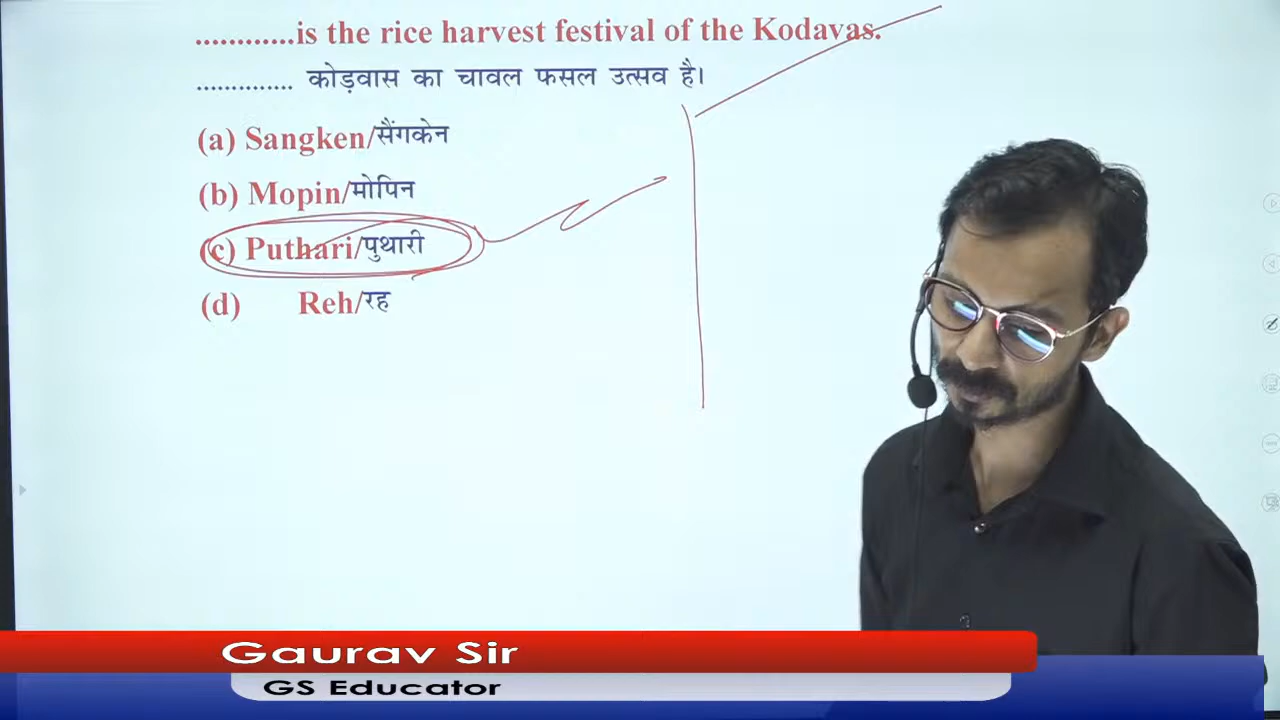 .............is the rice harvest festival of the Kodavas.
.............. कोड़वास का चावल फसल उत्सव है।
(a) Sangken/सैंगकेन
(b) Mopin/मोपिन
(c) Puthari/पुथारी
(d) Reh/रह
Gaurav Sir
GS Educator